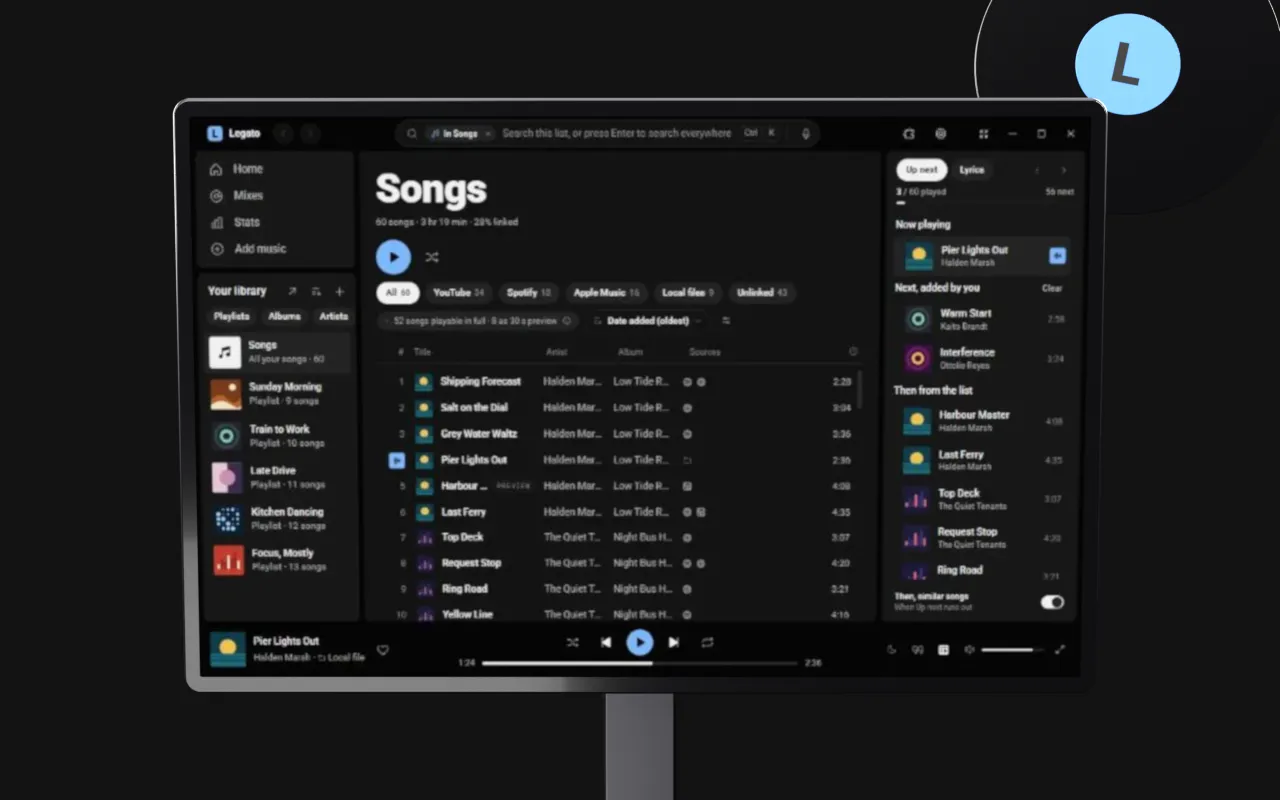 L
L Legato
In Songs Search this list, or press Enter to search everywhere Ctrl K
Home
Mixes
Stats
Add music
Your library
Playlists Albums Artists
Songs
All your songs · 60
Sunday Morning
Playlist · 9 songs
Train to Work
Playlist · 10 songs
Late Drive
Playlist · 11 songs
Kitchen Dancing
Playlist · 12 songs
Focus, Mostly
Playlist · 13 songs
Songs
60 songs · 3 hr 19 min · 28% linked
All 60 YouTube 24 Spotify 18 Apple Music 16 Local files 9 Unlinked 43
52 songs playable in full · 8 as 30 s preview Date added (oldest)
# Title Artist Album Sources
1 Shipping Forecast Halden Mar... Low Tide R... 2:28
2 Salt on the Dial Halden Mar... Low Tide R... 3:04
3 Grey Water Waltz Halden Mar... Low Tide R... 3:36
Pier Lights Out Halden Mar... Low Tide R... 2:36
5 Harbour ... PREVIEW Halden Mar... Low Tide R... 4:08
6 Last Ferry Halden Mar... Low Tide R... 4:35
7 Top Deck The Quiet T... Night Bus H... 3:07
8 Request Stop The Quiet T... Night Bus H... 4:20
9 Ring Road The Quiet T... Night Bus H... 3:21
10 Yellow Line The Quiet T... Night Bus H... 4:16
Up next Lyrics
3 / 60 played 56 next
Now playing
Pier Lights Out
Halden Marsh
Next, added by you Clear
Warm Start 2:58
Kaito Brandt
Interference 3:24
Ottolie Reyes
Then from the list
Harbour Master 4:08
Halden Marsh
Last Ferry 4:35
Halden Marsh
Top Deck 3:07
The Quiet Tenants
Request Stop 4:20
The Quiet Tenants
Ring Road 3:21
Then, similar songs
When Up next runs out
Pier Lights Out
Halden Marsh · Local file
1:24 2:36